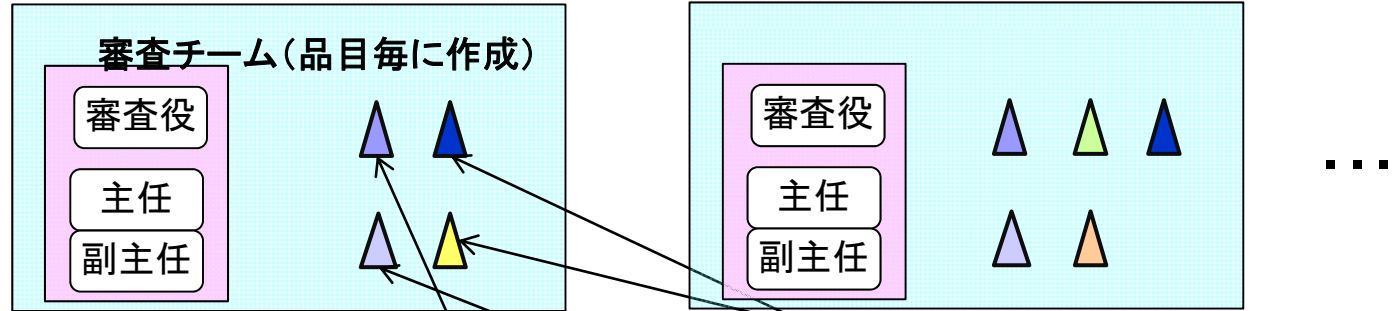 審査チーム（品目毎に作成）
審査役
主任
副主任
審査役
主任
副主任
…